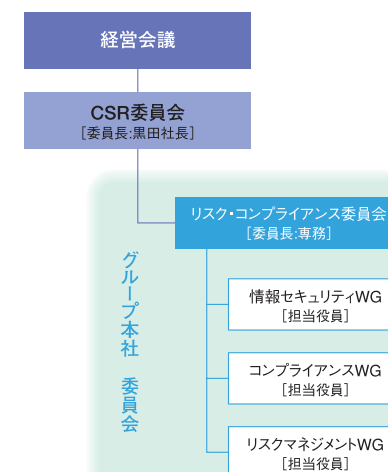 経営会議
CSR委員会
[委員長:黒田社長]
リスク・コンプライアンス委員会
[委員長:専務]
グループ本社 委員会
情報セキュリティWG
[担当役員]
コンプライアンスWG
[担当役員]
リスクマネジメントWG
[担当役員]